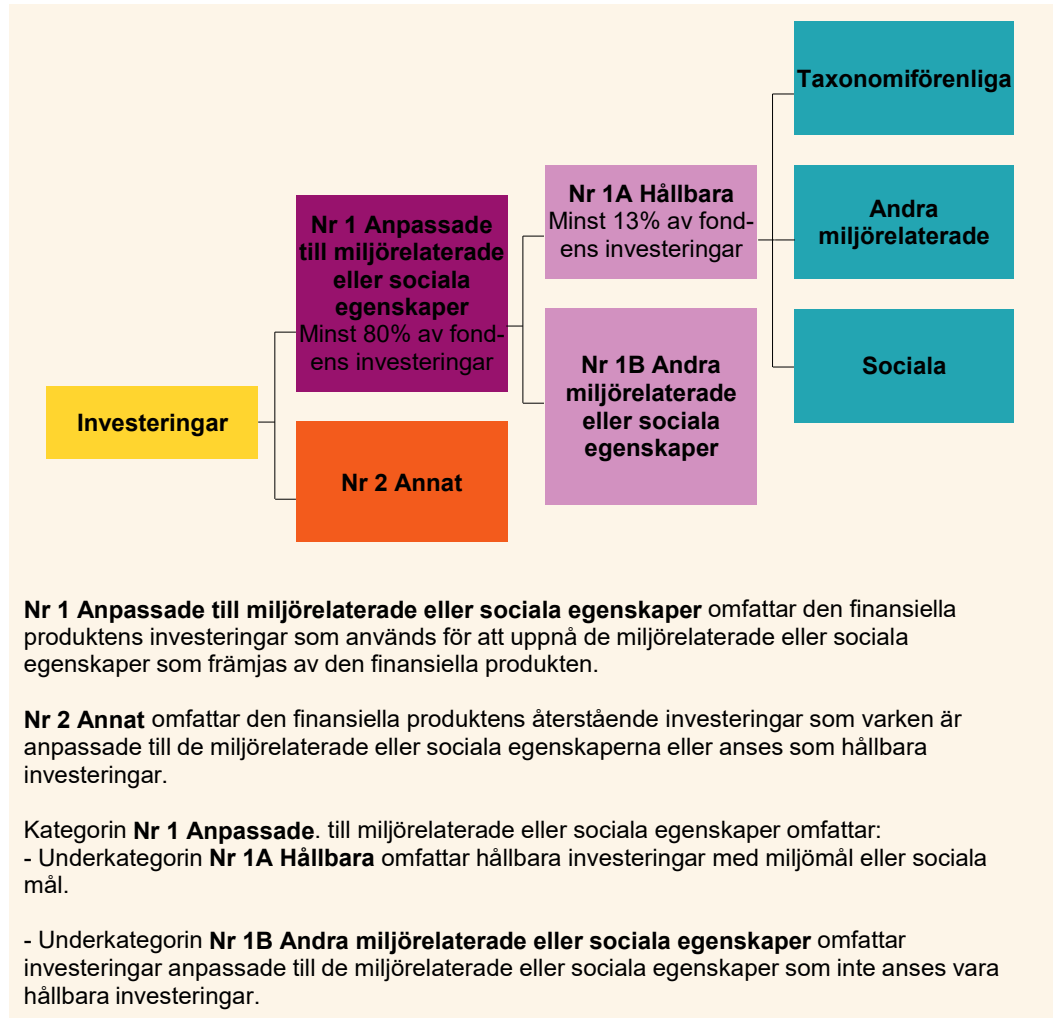 Taxonomiförenliga
Nr 1A Hållbara
Minst 13% av fond-
ens investeringar
Andra
miljörelaterade
Nr 1 Anpassade
till miljörelaterade
eller sociala
egenskaper
Minst 80% av fond-
ens investeringar
Nr 1B Andra
miljörelaterade
eller sociala
egenskaper
Sociala
Investeringar
Nr 2 Annat
Nr 1 Anpassade till miljörelaterade eller sociala egenskaper omfattar den finansiella
produktens investeringar som används för att uppnå de miljörelaterade eller sociala
egenskaper som främjas av den finansiella produkten.
Nr 2 Annat omfattar den finansiella produktens återstående investeringar som varken är
anpassade till de miljörelaterade eller sociala egenskaperna eller anses som hållbara
investeringar.
Kategorin Nr 1 Anpassade. till miljörelaterade eller sociala egenskaper omfattar:
- Underkategorin Nr 1A Hållbara omfattar hållbara investeringar med miljömål eller sociala
mål.
- Underkategorin Nr 1B Andra miljörelaterade eller sociala egenskaper omfattar
investeringar anpassade till de miljörelaterade eller sociala egenskaper som inte anses vara
hållbara investeringar.